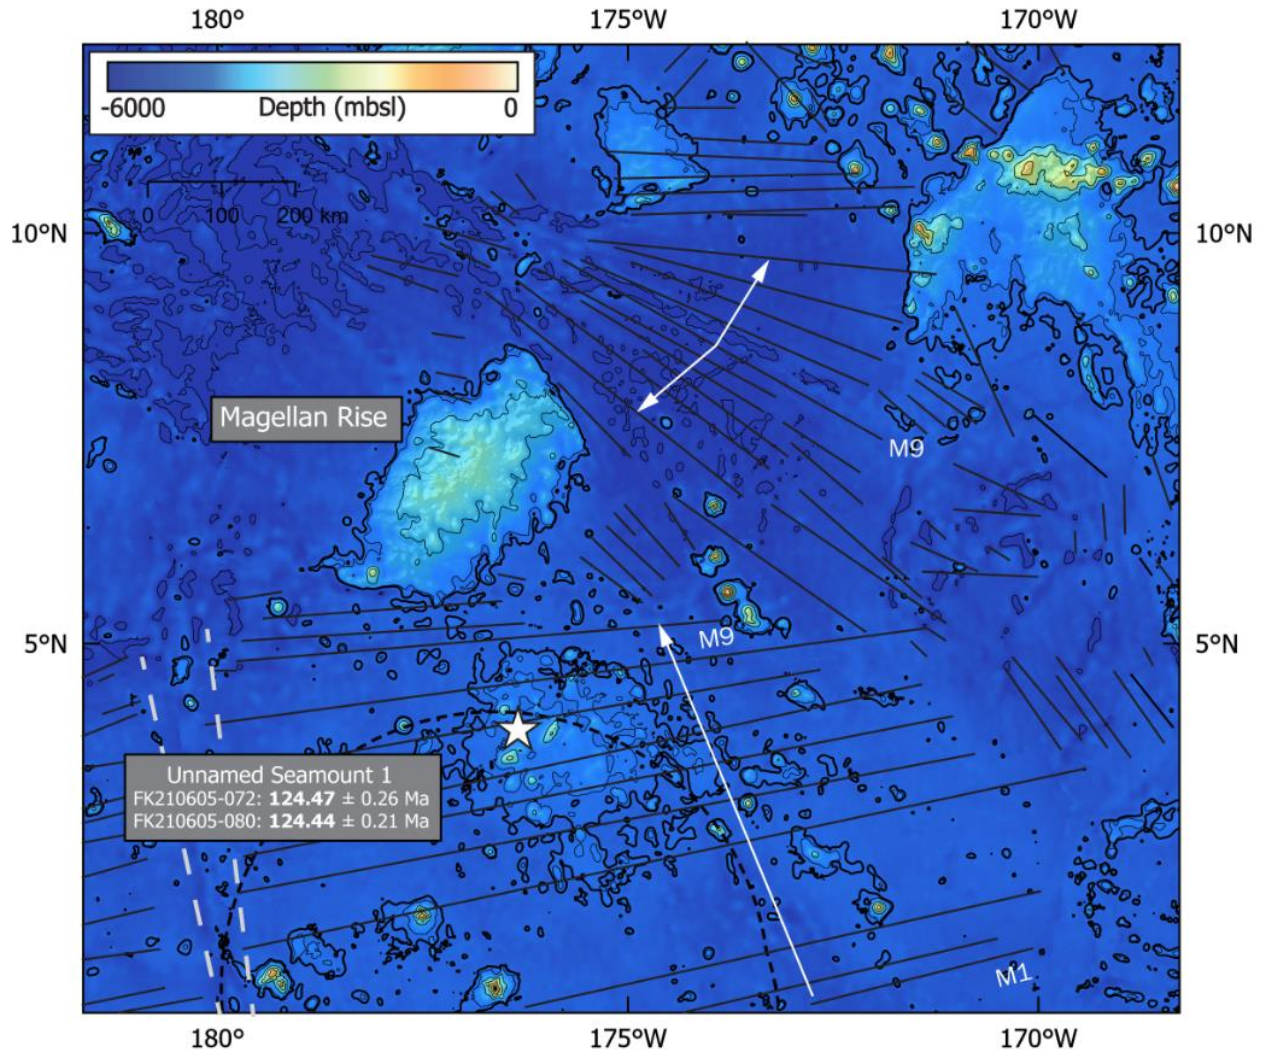 180° 175°W 170°W
-6000 Depth (mbsl) 0
0 100 200 km
10°N 10°N
Magellan Rise
M9
5°N 5°N
M9
Unnamed Seamount 1
FK210605-072: 124.47 ± 0.26 Ma
FK210605-080: 124.44 ± 0.21 Ma
M1
180° 175°W 170°W